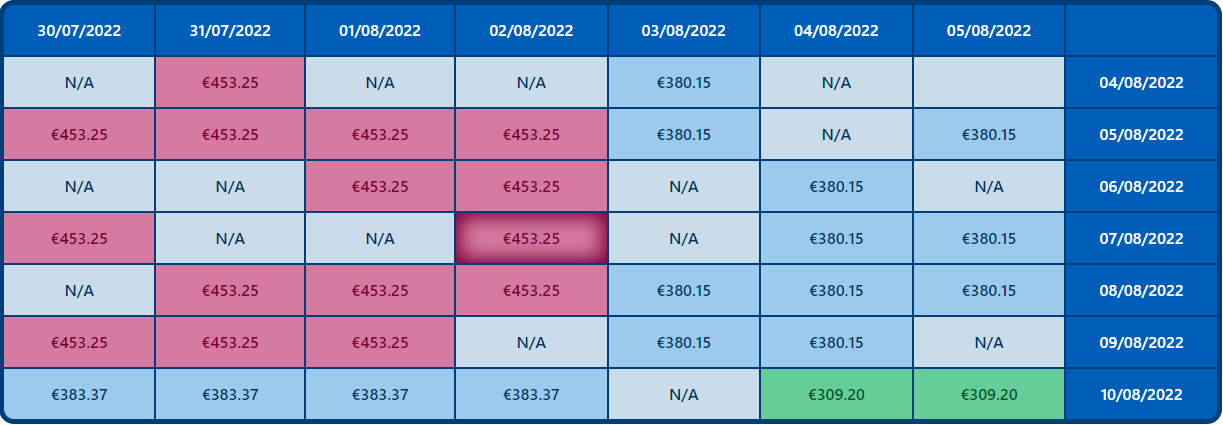 30/07/2022 31/07/2022 01/08/2022 02/08/2022 03/08/2022 04/08/2022 05/08/2022
N/A €453.25 N/A N/A €380.15 N/A 04/08/2022
€453.25 €453.25 €453.25 €453.25 €380.15 N/A €380.15 05/08/2022
N/A N/A €453.25 €453.25 N/A €380.15 N/A 06/08/2022
€453.25 N/A N/A €453.25 N/A €380.15 €380.15 07/08/2022
N/A €453.25 €453.25 €453.25 €380.15 €380.15 €380.15 08/08/2022
€453.25 €453.25 €453.25 N/A €380.15 €380.15 N/A 09/08/2022
€383.37 €383.37 €383.37 €383.37 N/A €309.20 €309.20 10/08/2022